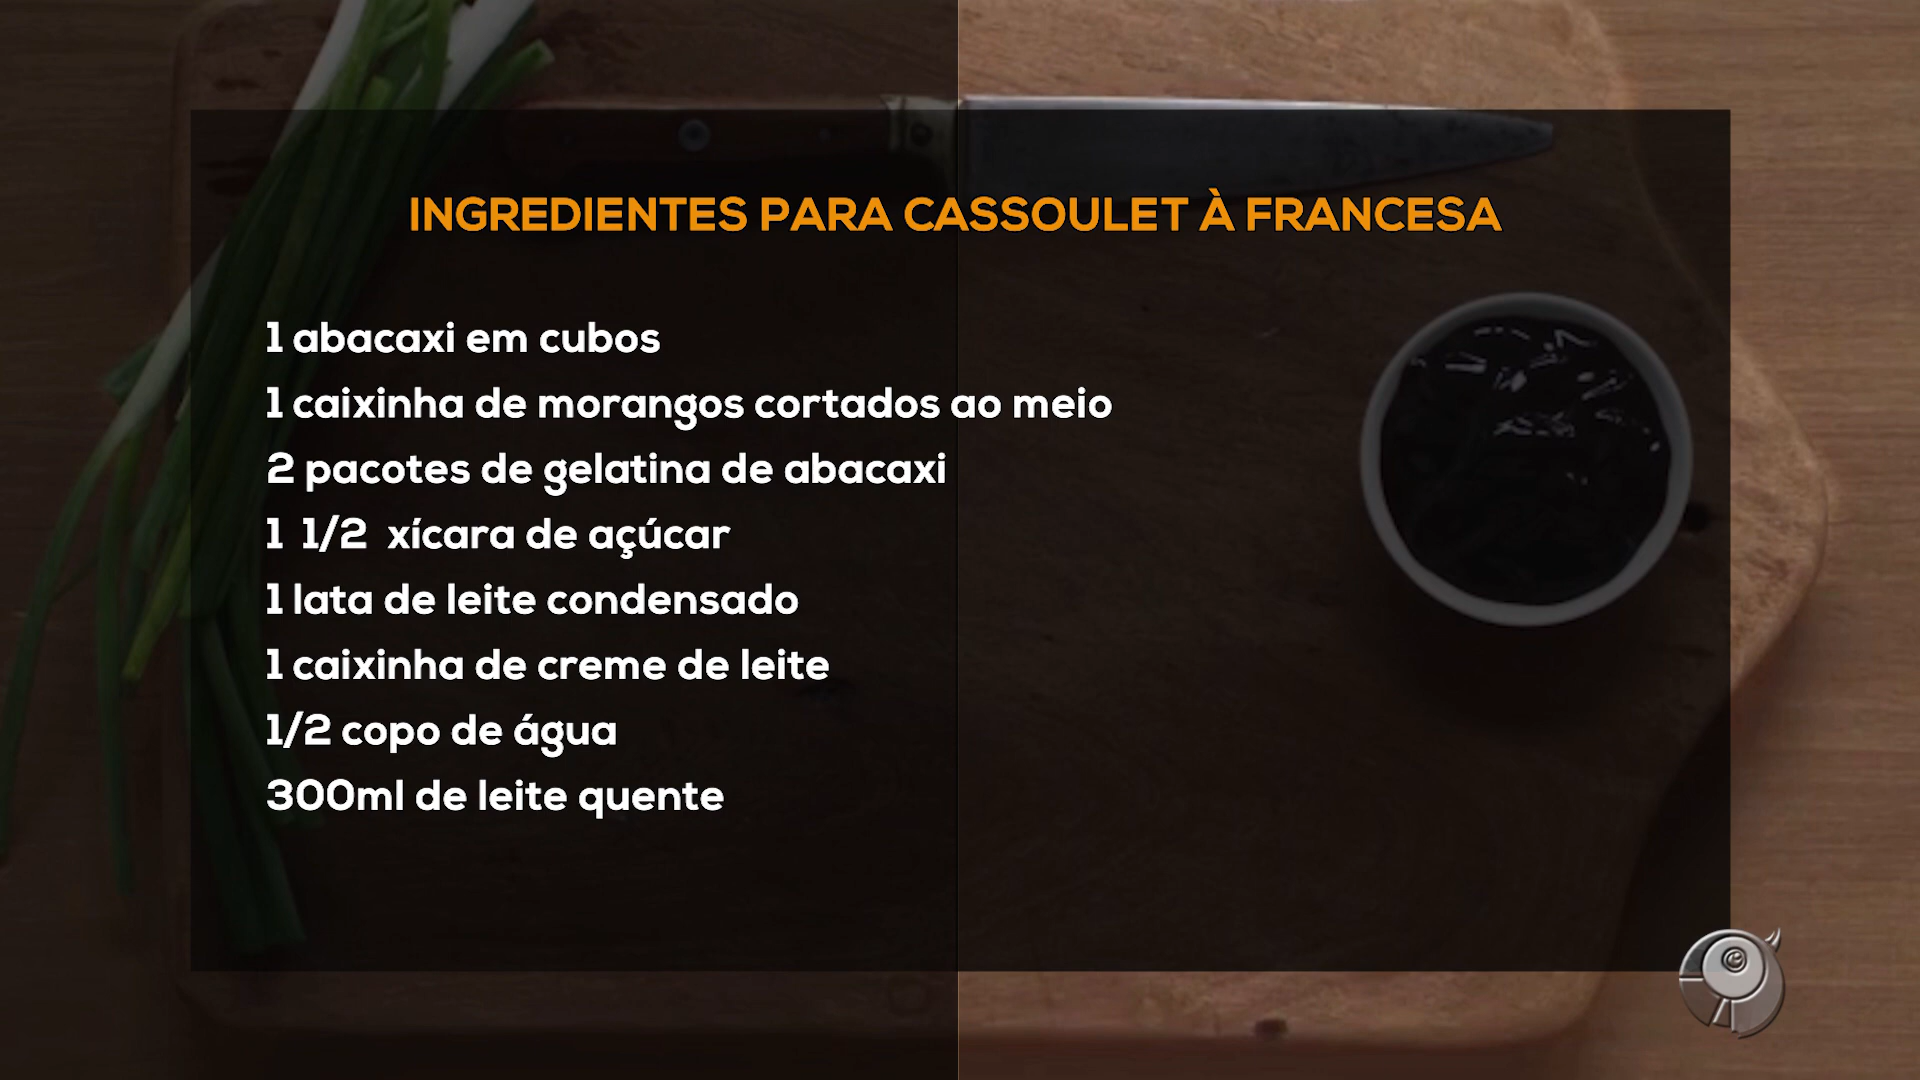 INGREDIENTES PARA CASSOULET À FRANCESA
1 abacaxi em cubos
1 caixinha de morangos cortados ao meio
2 pacotes de gelatina de abacaxi
1 1/2 xícara de açúcar
1 lata de leite condensado
1 caixinha de creme de leite
1/2 copo de água
300ml de leite quente